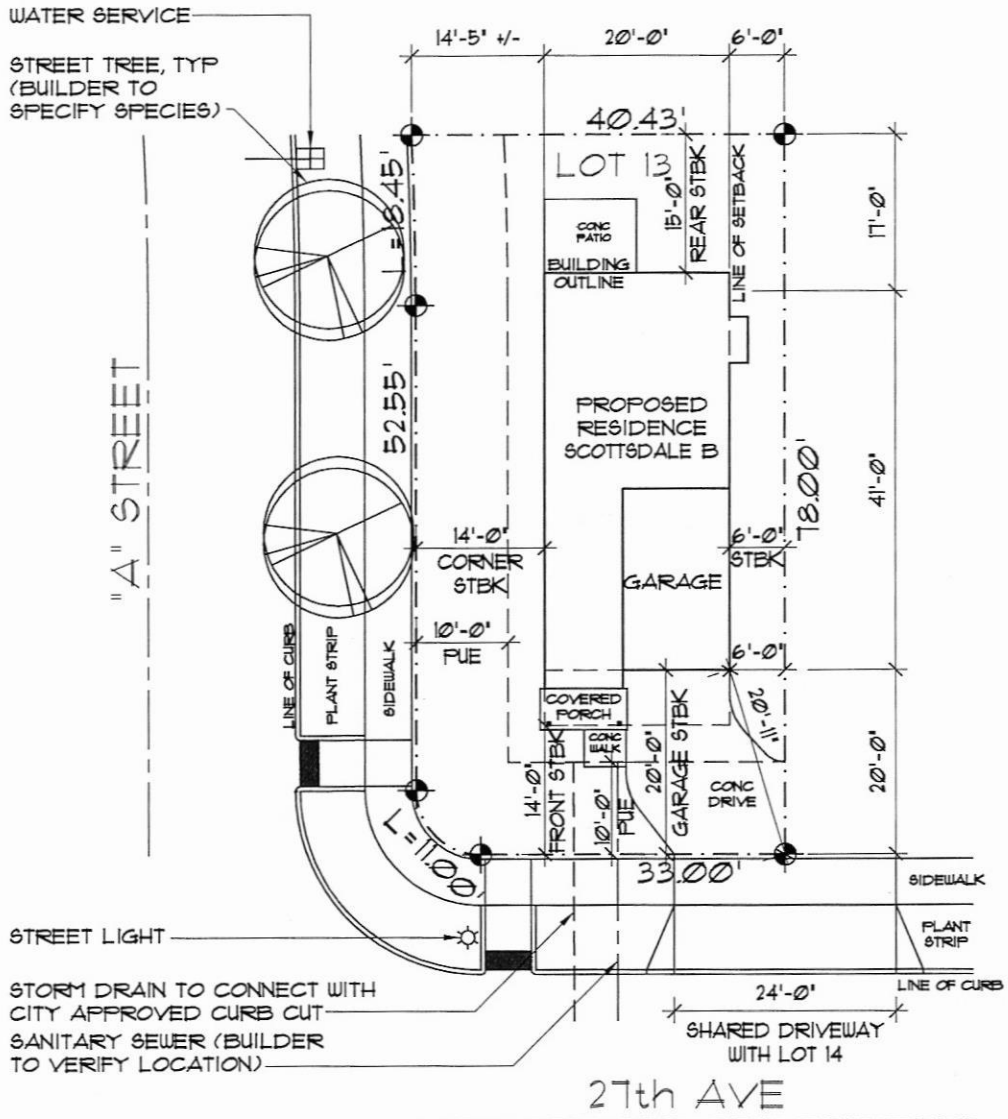 WATER SERVICE
STREET TREE, TYP
(BUILDER TO
SPECIFY SPECIES)
14'-5" +/-
20'-0"
6'-0"
40.43'
LOT 13
L = 18.45'
15'-0"
REAR STBK
LINE OF SETBACK
17'-0"
CONC
PATIO
BUILDING
OUTLINE
"A" STREET
52.55'
PROPOSED
RESIDENCE
SCOTTSDALE B
78.00'
41'-0"
14'-0"
CORNER
STBK
6'-0"
STBK
GARAGE
10'-0"
PUE
6'-0"
LINE OF CURB
PLANT STRIP
SIDEWALK
COVERED
PORCH
CONC
WALK
20'-11"
14'-0"
FRONT STBK
10'-0"
PUE
20'-0"
GARAGE STBK
CONC
DRIVE
20'-0"
L = 11.00'
33.00'
SIDEWALK
PLANT
STRIP
LINE OF CURB
STREET LIGHT
STORM DRAIN TO CONNECT WITH
CITY APPROVED CURB CUT
SANITARY SEWER (BUILDER
TO VERIFY LOCATION)
24'-0"
SHARED DRIVEWAY
WITH LOT 14
27th AVE